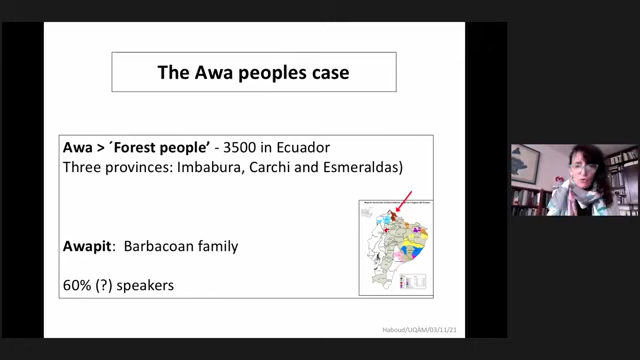 The Awa peoples case
Awa > ´Forest people’ - 3500 in Ecuador
Three provinces: Imbabura, Carchi and Esmeraldas)
Awapit: Barbacoan family
60% (?) speakers
Haboud/UQÀM/03/11/21